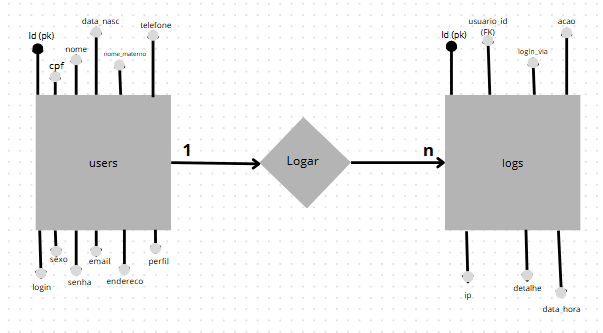 data_nasc
telefone
Id (pk)
nome
nome_materno
cpf
usuario_id
(FK)
acao
Id (pk)
login_via
1
n
users
Logar
logs
sexo
email
perfil
login
senha
endereco
ip
detalhe
data_hora